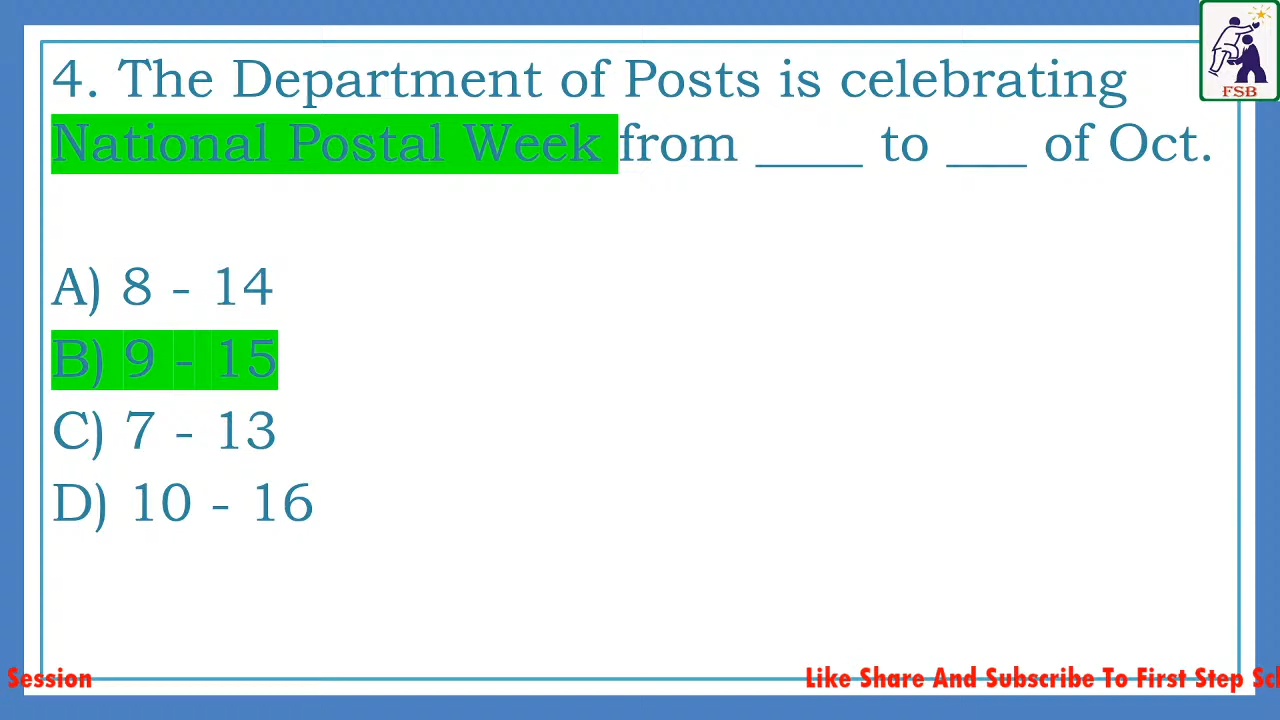 FSB
4. The Department of Posts is celebrating
National Postal Week from ____ to ___ of Oct.
A) 8 - 14
B) 9 - 15
C) 7 - 13
D) 10 - 16
Session
Like Share And Subscribe To First Step